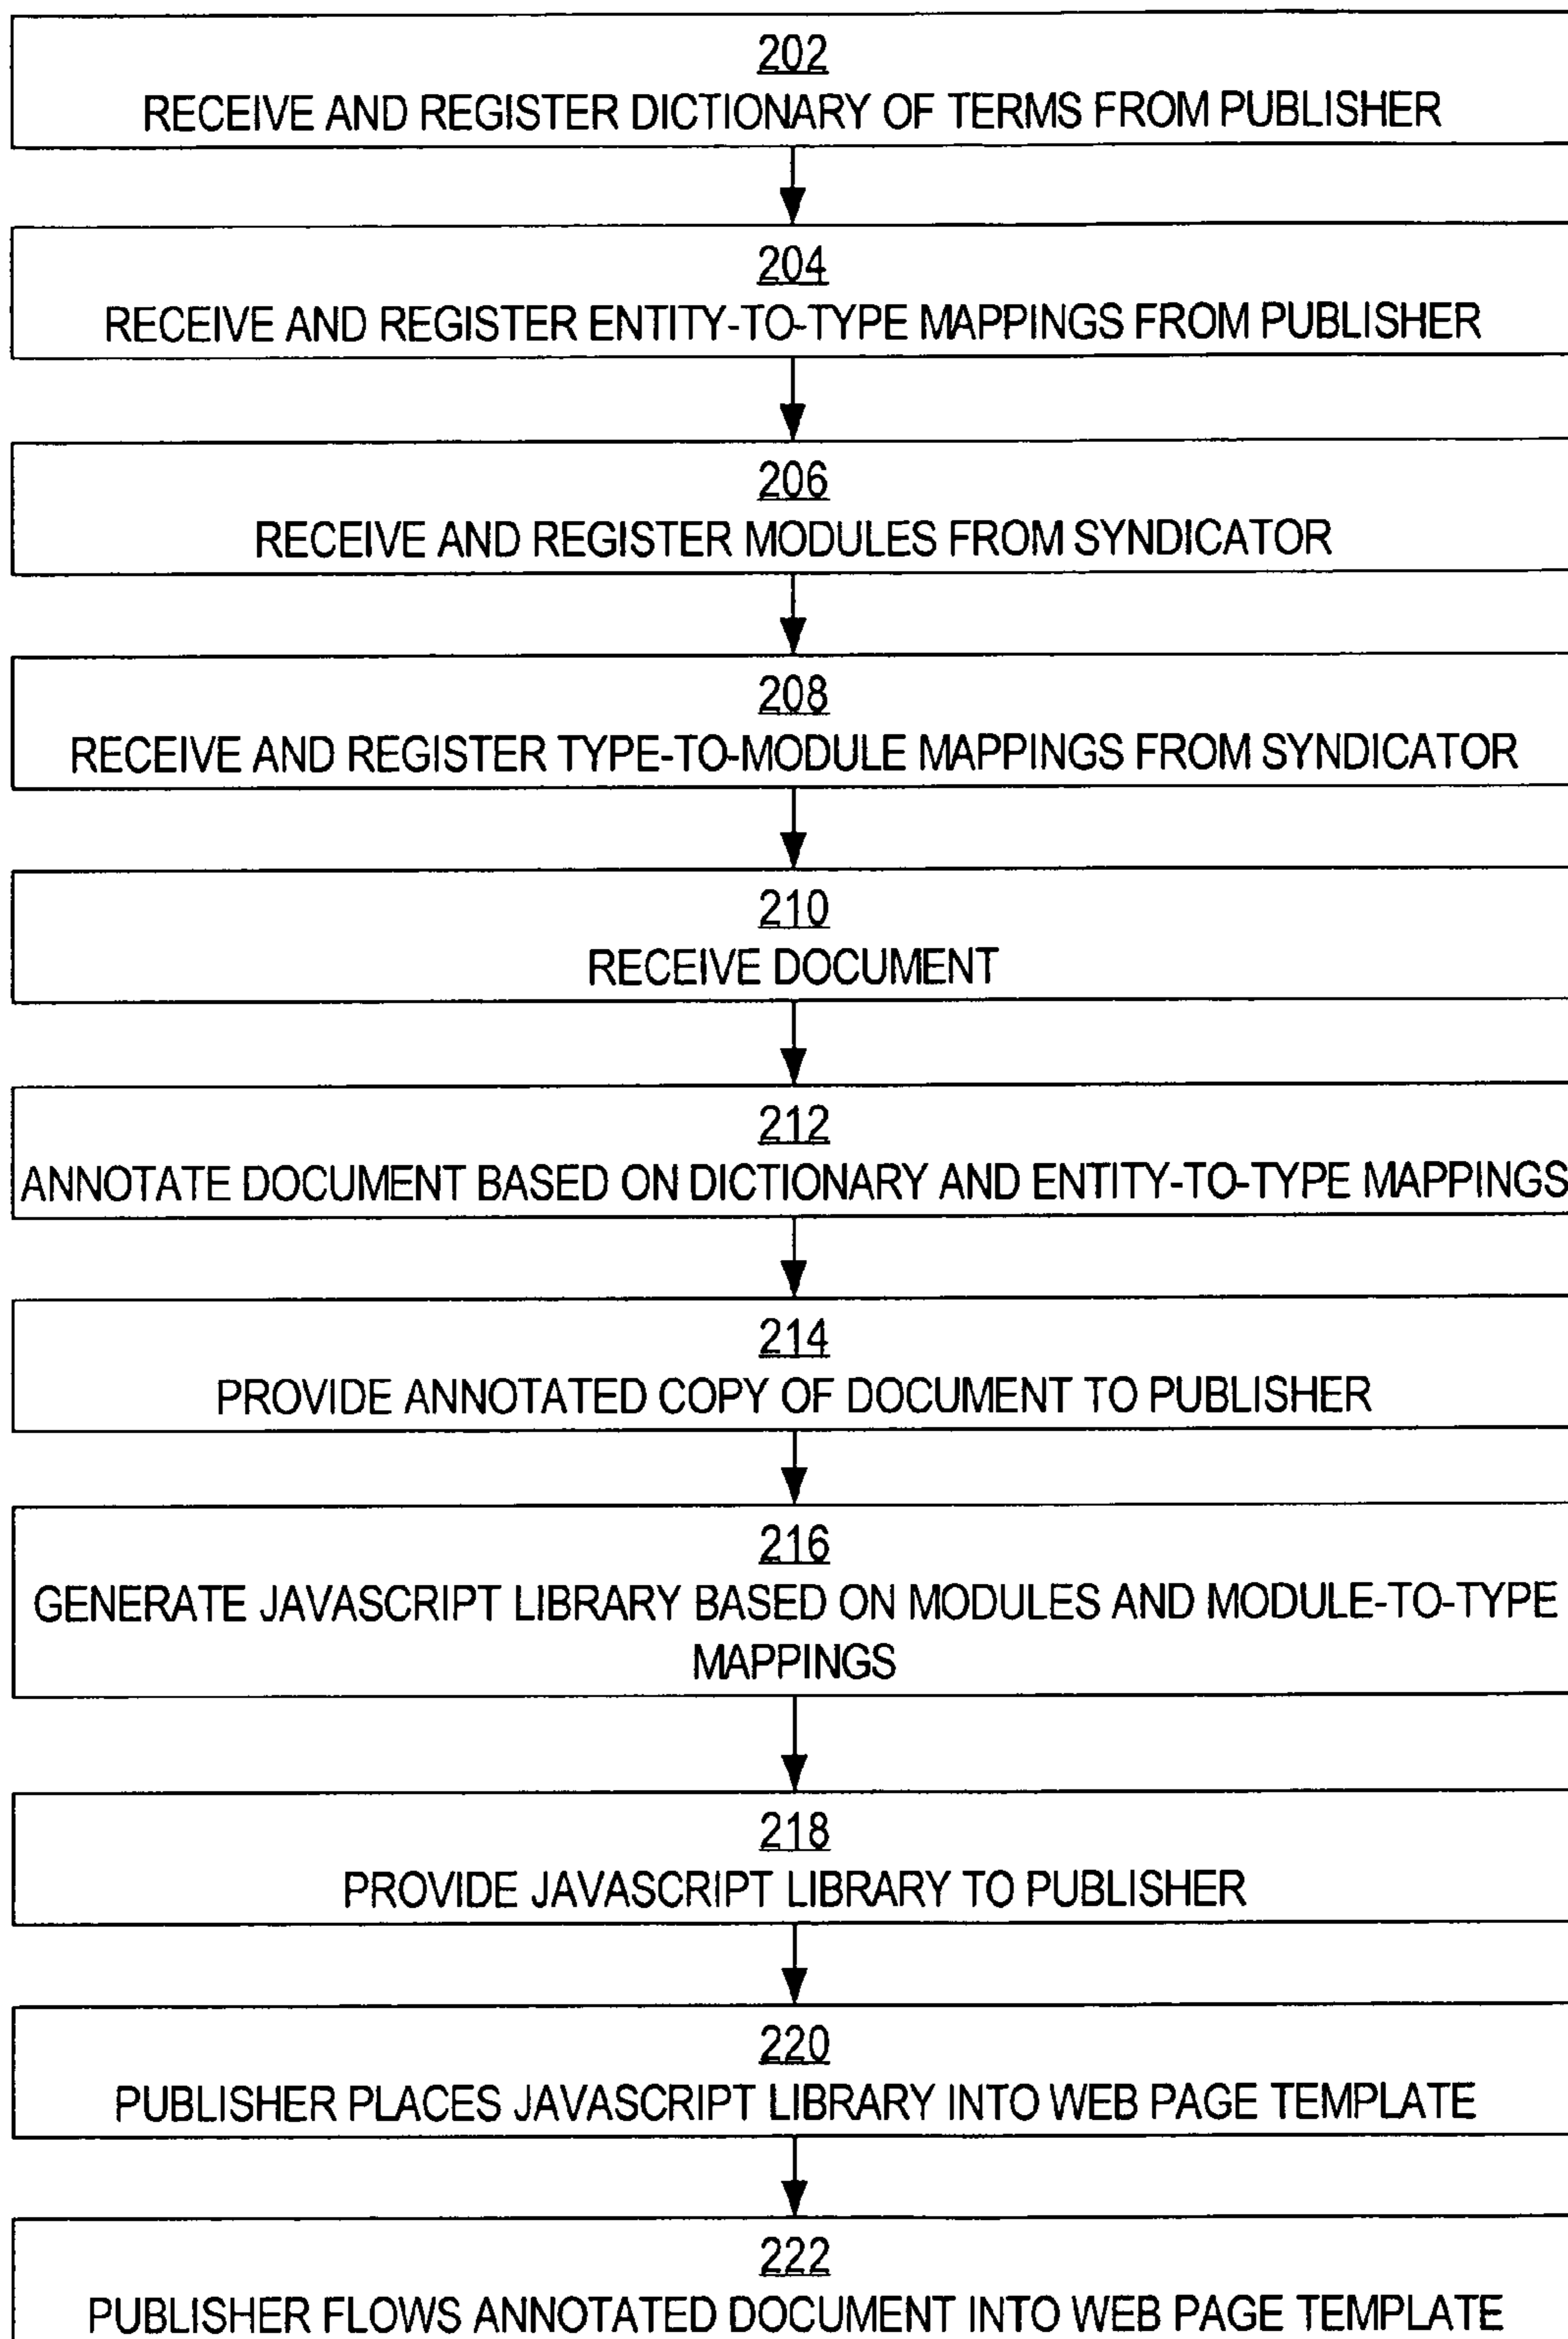 202
RECEIVE AND REGISTER DICTIONARY OF TERMS FROM PUBLISHER
204
RECEIVE AND REGISTER ENTITY-TO-TYPE MAPPINGS FROM PUBLISHER
206
RECEIVE AND REGISTER MODULES FROM SYNDICATOR
208
RECEIVE AND REGISTER TYPE-TO-MODULE MAPPINGS FROM SYNDICATOR
210
RECEIVE DOCUMENT
212
ANNOTATE DOCUMENT BASED ON DICTIONARY AND ENTITY-TO-TYPE MAPPINGS
214
PROVIDE ANNOTATED COPY OF DOCUMENT TO PUBLISHER
216
GENERATE JAVASCRIPT LIBRARY BASED ON MODULES AND MODULE-TO-TYPE
MAPPINGS
218
PROVIDE JAVASCRIPT LIBRARY TO PUBLISHER
220
PUBLISHER PLACES JAVASCRIPT LIBRARY INTO WEB PAGE TEMPLATE
222
PUBLISHER FLOWS ANNOTATED DOCUMENT INTO WEB PAGE TEMPLATE